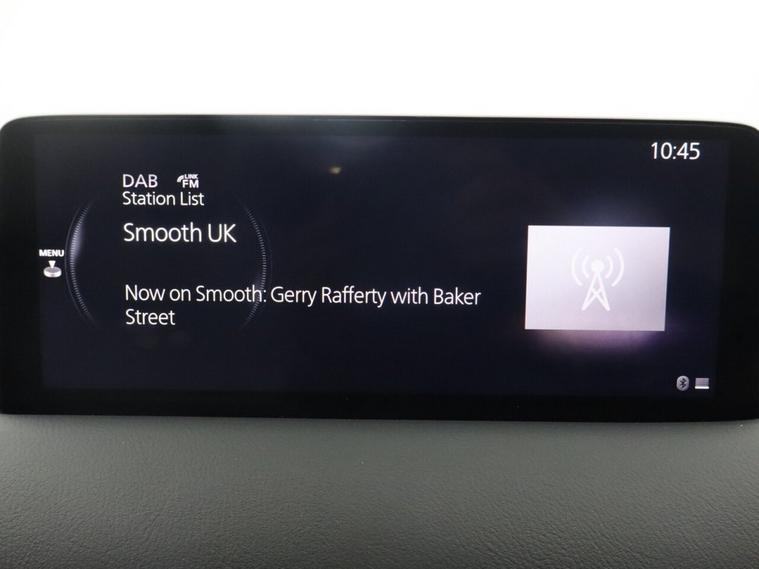 10:45
DAB LINK FM
Station List
Smooth UK
MENU
Now on Smooth: Gerry Rafferty with Baker
Street